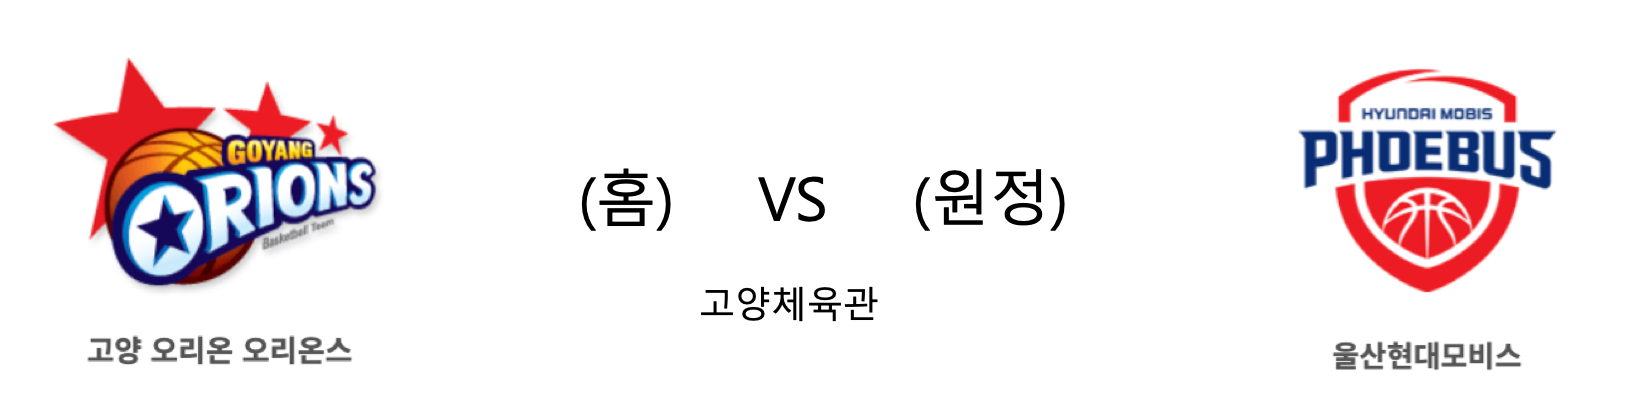 GOYANG
ORIONS
Basketball Team
고양 오리온 오리온스
(홈) VS (원정)
고양체육관
HYUNDAI MOBIS
PHOEBUS
울산현대모비스